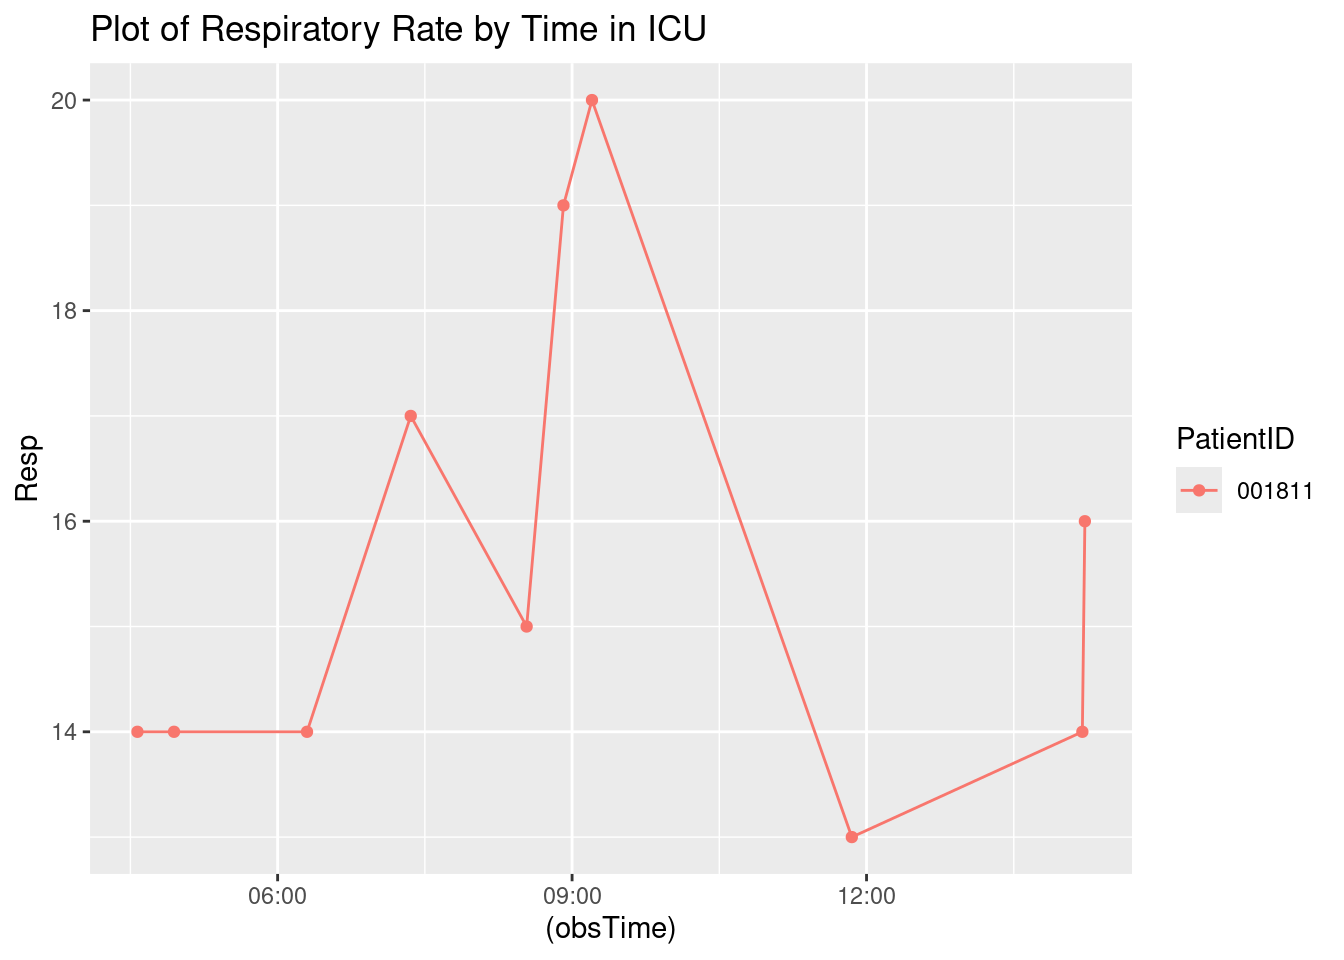 Plot of Respiratory Rate by Time in ICU
20
18
16
14
Resp
06:00
09:00
12:00
(obsTime)
PatientID
001811